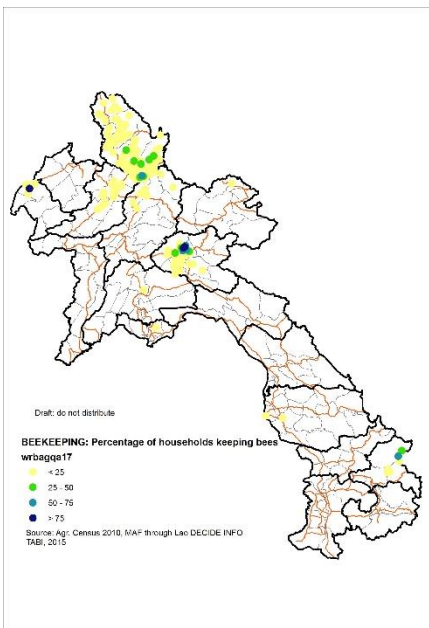 Draft: do not distribute
BEEKEEPING: Percentage of households keeping bees
wrbagqa17
< 25
25 - 50
50 - 75
> 75
Source: Agr. Census 2010, MAF through Lao DECIDE INFO
TABI, 2015